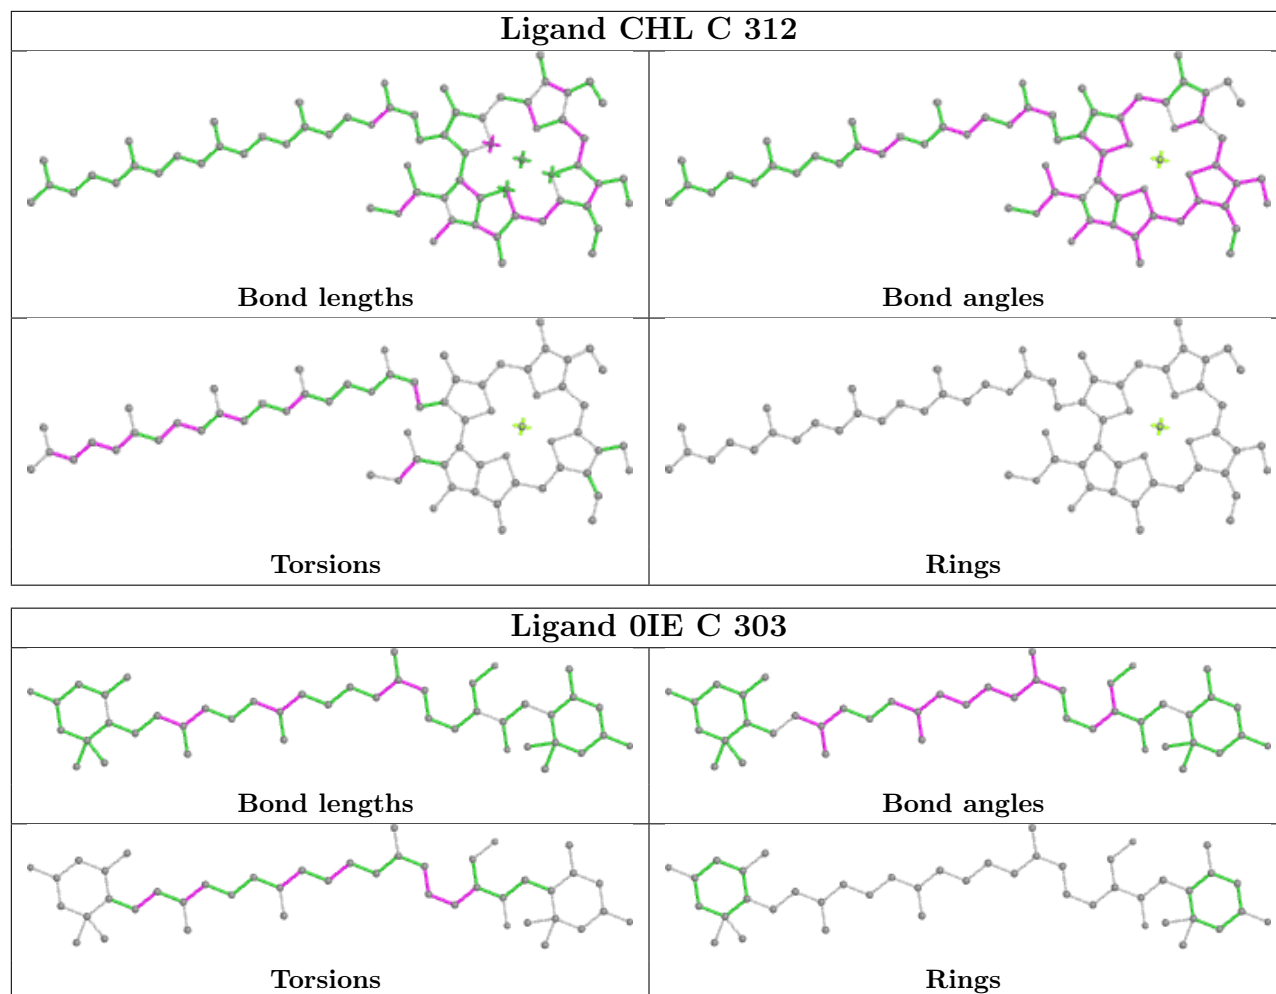 Ligand CHL C 312
Bond lengths
Bond angles
Torsions
Rings
Ligand 0IE C 303
Bond lengths
Bond angles
Torsions
Rings